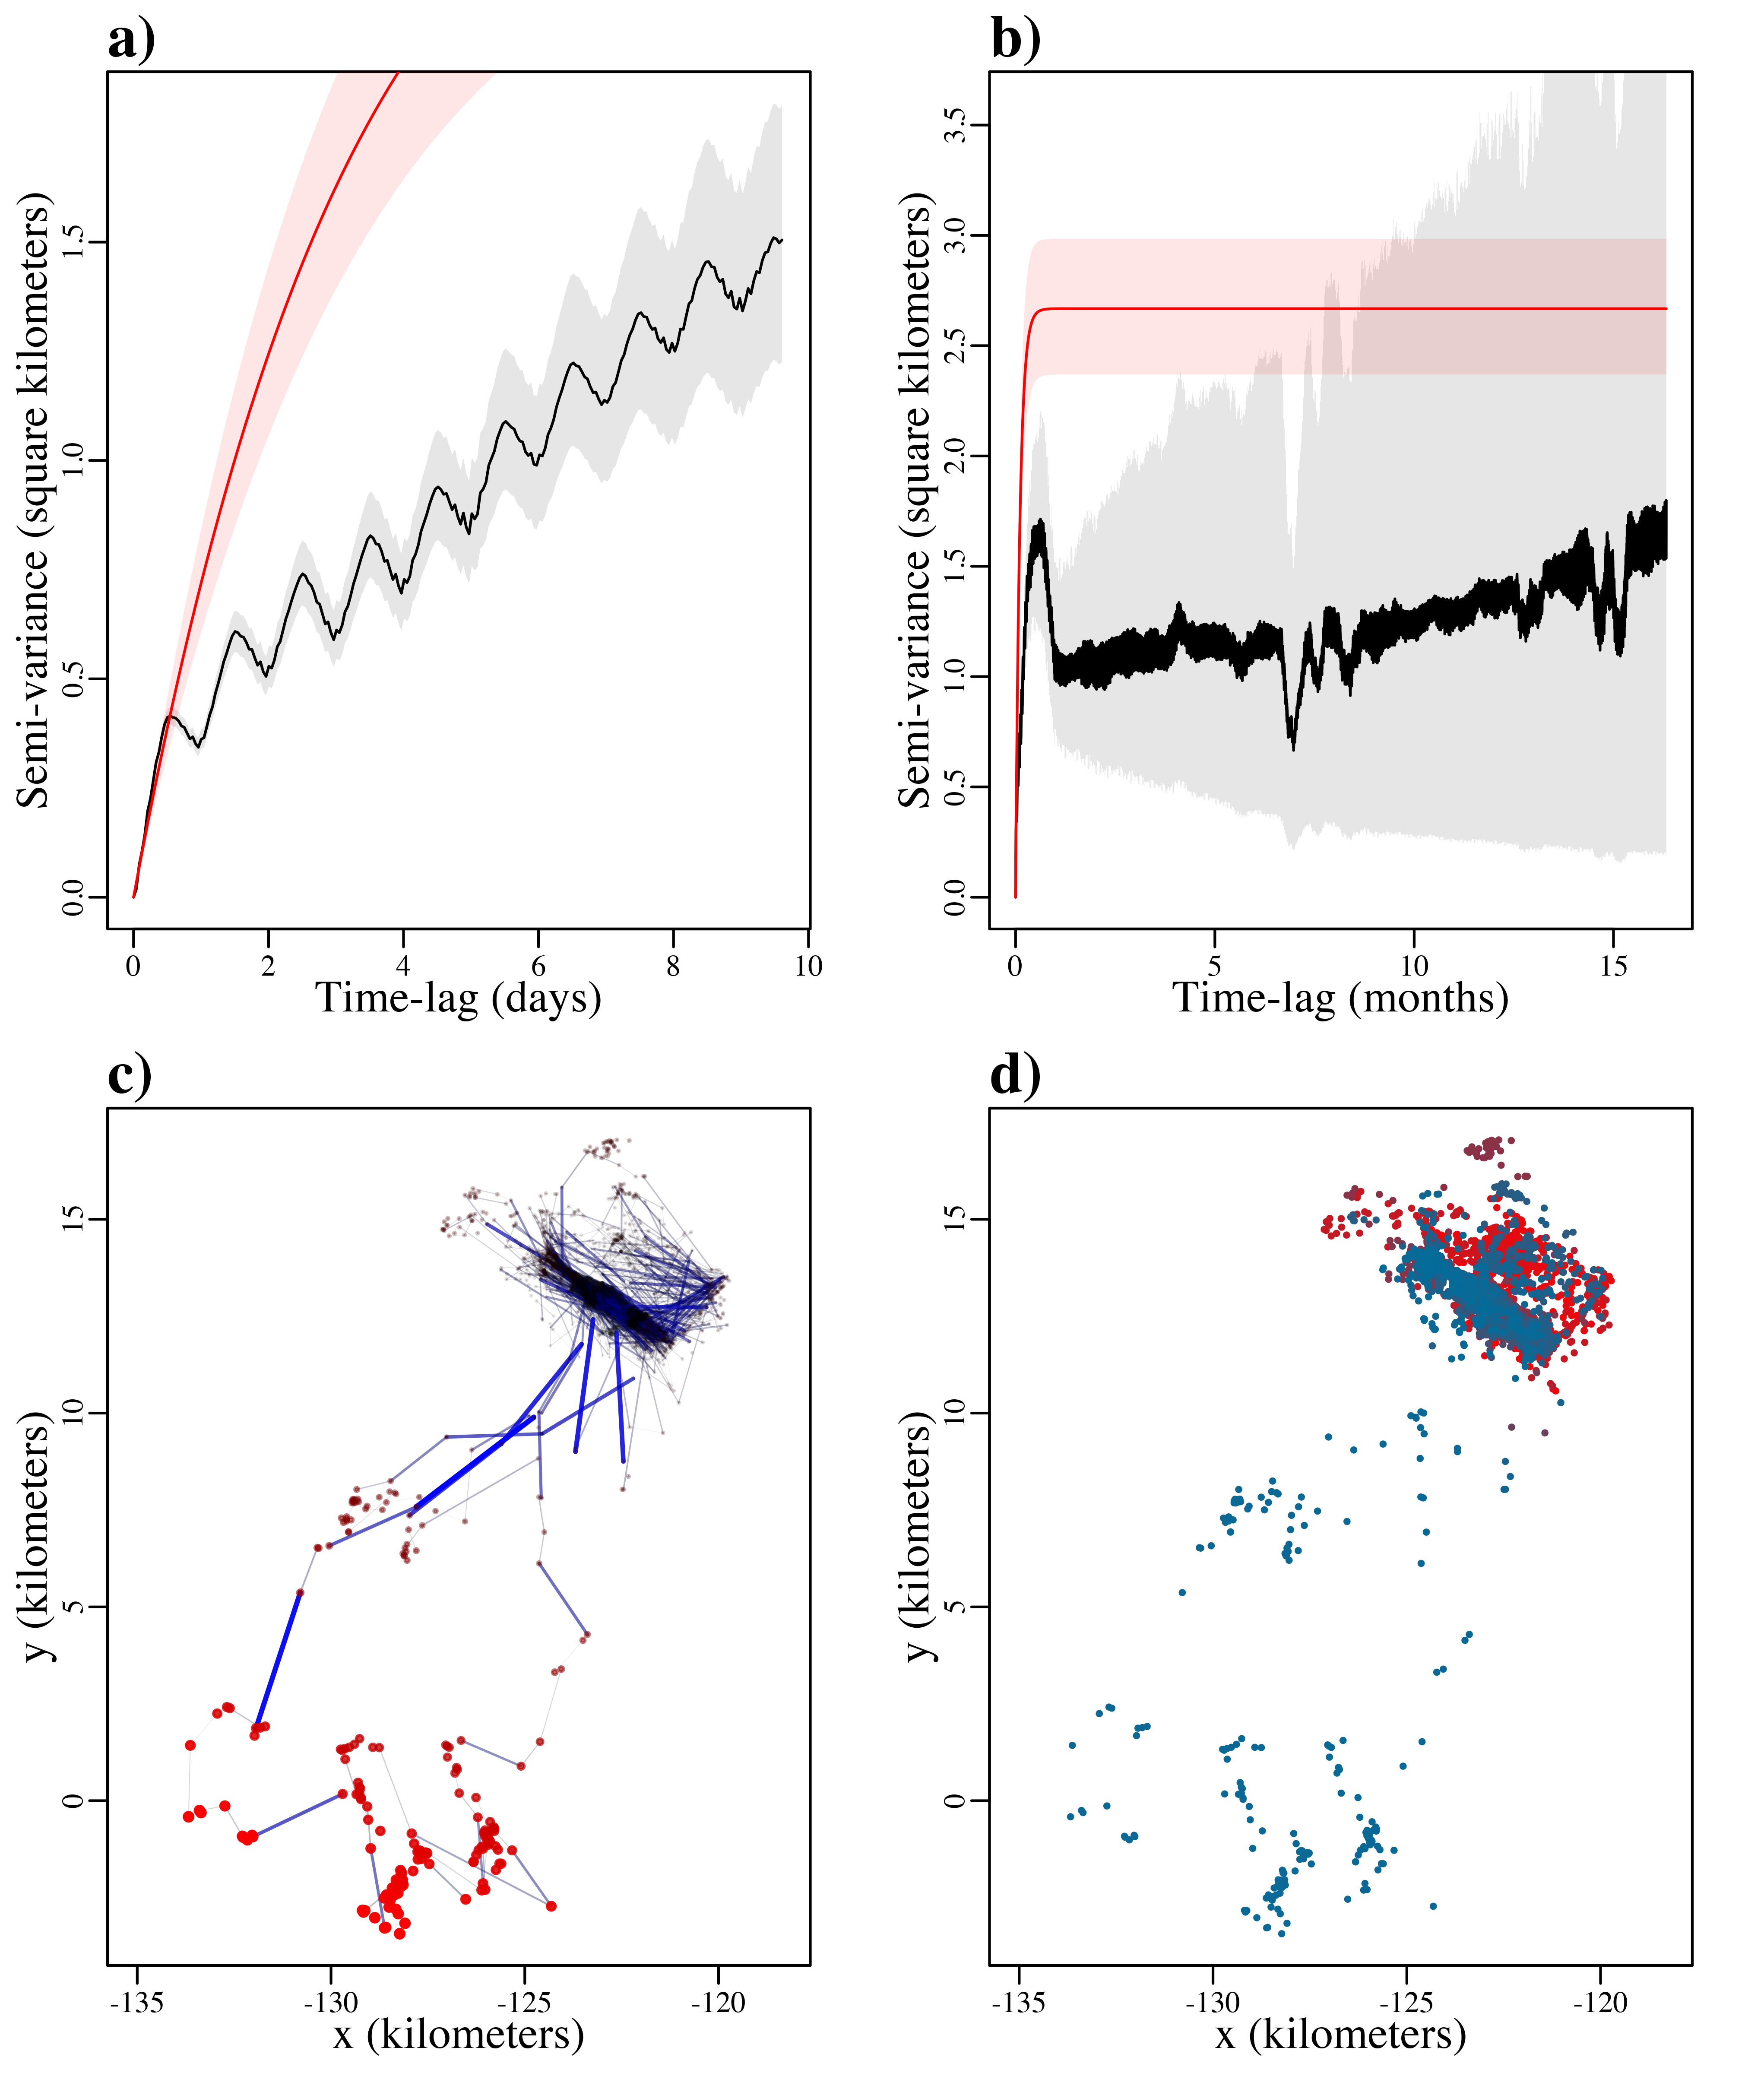 a)
Semi-variance (square kilometers)
0.0 0.5 1.0 1.5
0 2 4 6 8 10
Time-lag (days)
b)
Semi-variance (square kilometers)
0.0 0.5 1.0 1.5 2.0 2.5 3.0 3.5
0 5 10 15
Time-lag (months)
c)
y (kilometers)
0 5 10 15
-135 -130 -125 -120
x (kilometers)
d)
y (kilometers)
0 5 10 15
-135 -130 -125 -120
x (kilometers)